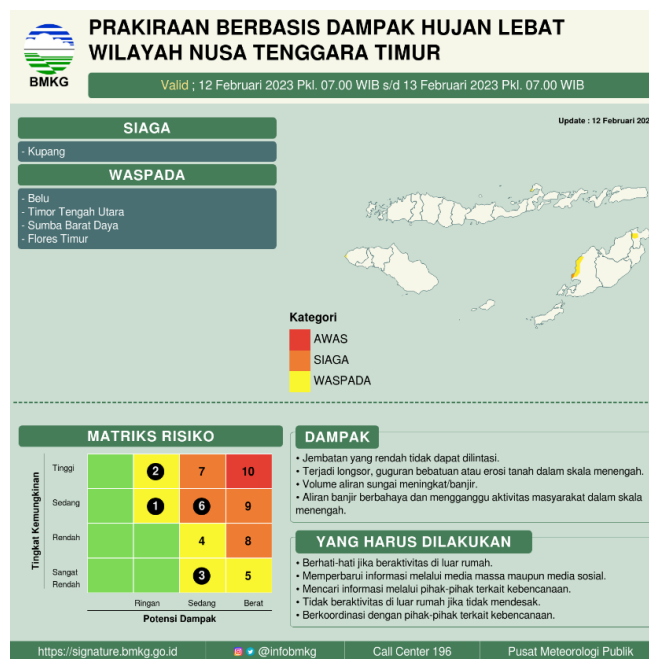 PRAKIRAAN BERBASIS DAMPAK HUJAN LEBAT
WILAYAH NUSA TENGGARA TIMUR
BMKG
Valid ; 12 Februari 2023 Pkl. 07.00 WIB s/d 13 Februari 2023 Pkl. 07.00 WIB
Update : 12 Februari 202
SIAGA
- Kupang
WASPADA
- Belu
- Timor Tengah Utara
- Sumba Barat Daya
- Flores Timur
Kategori
AWAS
SIAGA
WASPADA
MATRIKS RISIKO
Tingkat Kemungkinan
Tinggi
2 7 10
Sedang
1 6 9
Rendah
4 8
Sangat
Rendah
3 5
Ringan Sedang Berat
Potensi Dampak
DAMPAK
• Jembatan yang rendah tidak dapat dilintasi.
• Terjadi longsor, guguran bebatuan atau erosi tanah dalam skala menengah.
• Volume aliran sungai meningkat/banjir.
• Aliran banjir berbahaya dan mengganggu aktivitas masyarakat dalam skala
menengah.
YANG HARUS DILAKUKAN
• Berhati-hati jika beraktivitas di luar rumah.
• Memperbarui informasi melalui media massa maupun media sosial.
• Mencari informasi melalui pihak-pihak terkait kebencanaan.
• Tidak beraktivitas di luar rumah jika tidak mendesak.
• Berkoordinasi dengan pihak-pihak terkait kebencanaan.
https://signature.bmkg.go.id
@infobmkg
Call Center 196
Pusat Meteorologi Publik